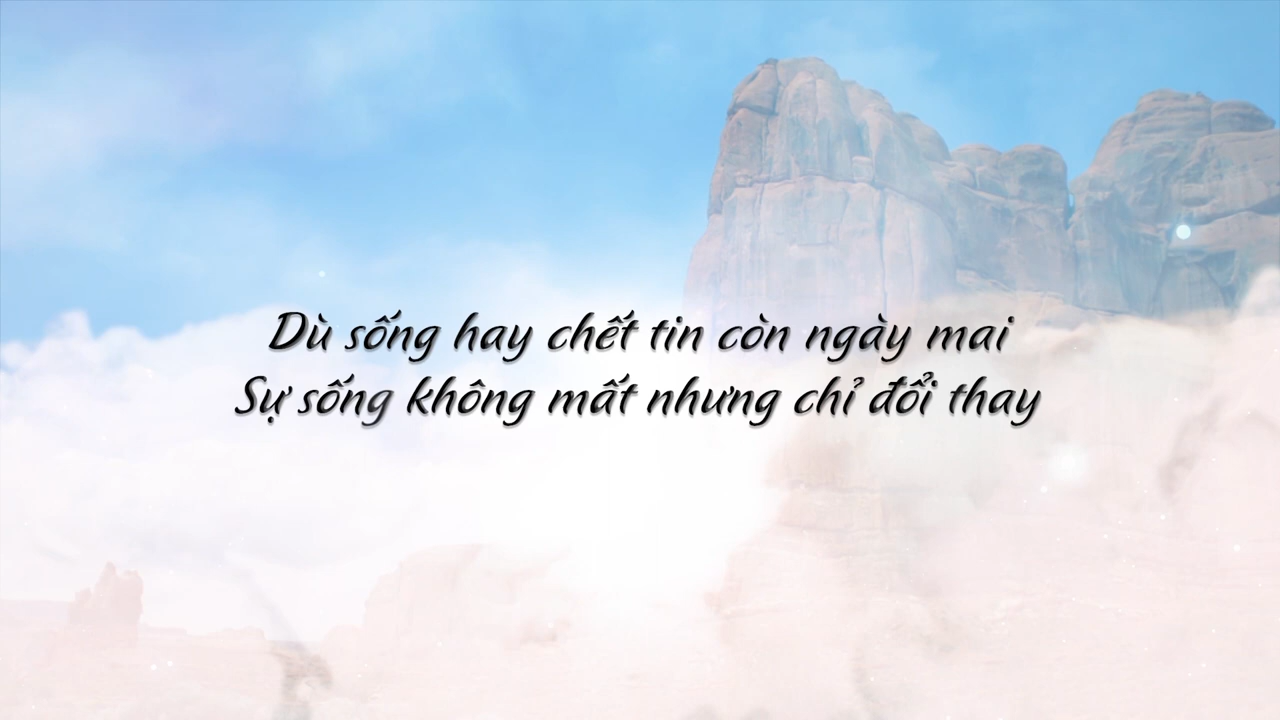 Dù sống hay chết tin còn ngày mai
Sự sống không mất nhưng chỉ đổi thay